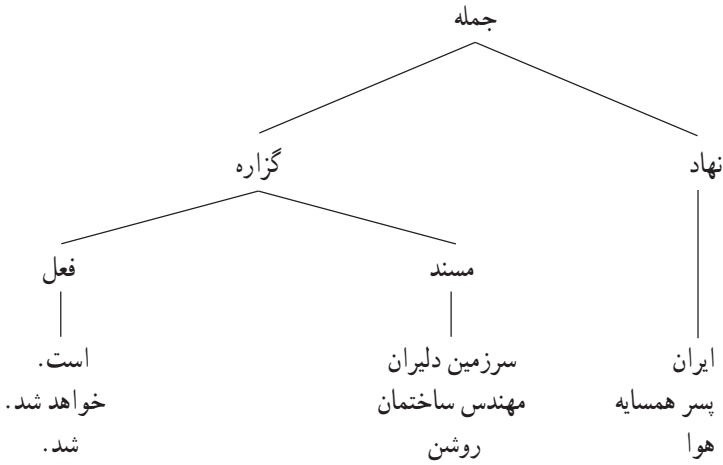 جمله
نهاد گزاره
مسند فعل
ایران سرزمین دلیران است.
پسر همسایه مهندس ساختمان خواهد شد.
هوا روشن شد.